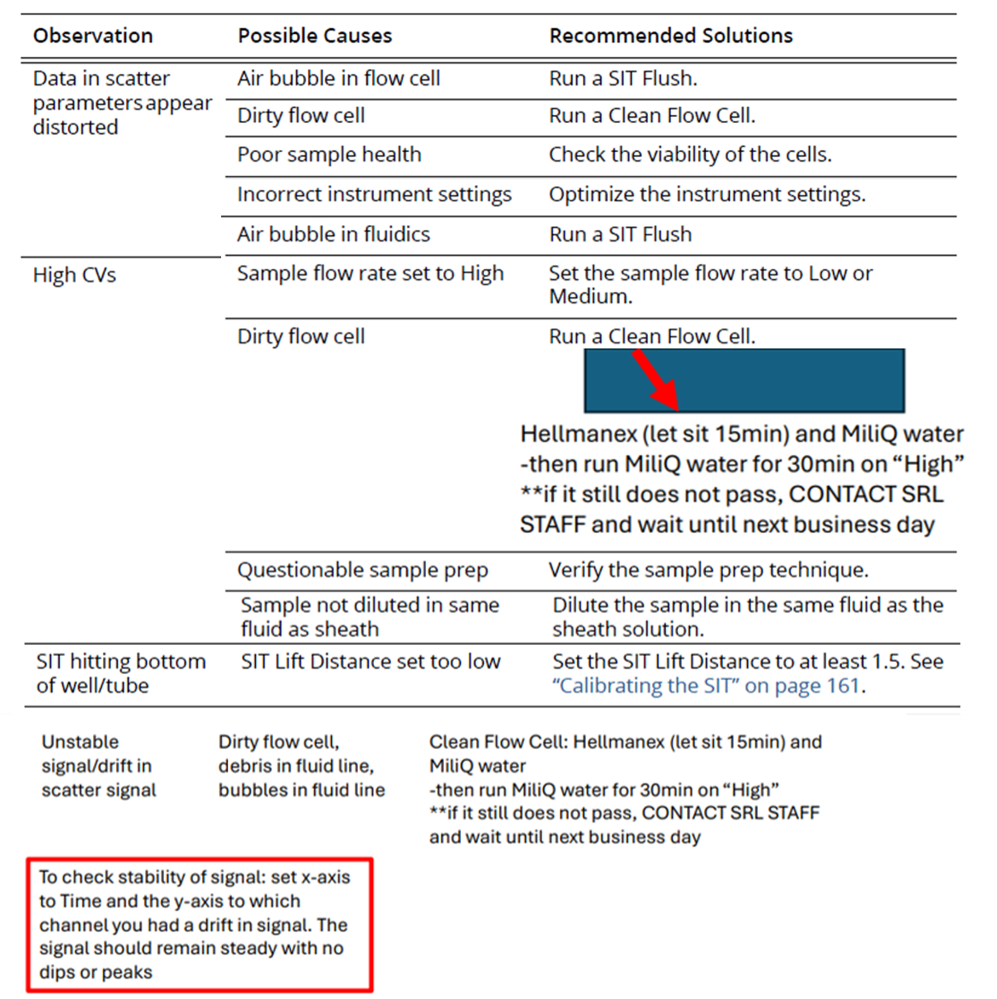 Observation Possible Causes Recommended Solutions
Data in scatter Air bubble in flow cell Run a SIT Flush.
parameters appear
distorted
Dirty flow cell Run a Clean Flow Cell.
Poor sample health Check the viability of the cells.
Incorrect instrument settings Optimize the instrument settings.
Air bubble in fluidics Run a SIT Flush
High CVs Sample flow rate set to High Set the sample flow rate to Low or
Medium.
Dirty flow cell Run a Clean Flow Cell.
Hellmanex (let sit 15min) and MiliQ water
-then run MiliQ water for 30min on “High”
**if it still does not pass, CONTACT SRL
STAFF and wait until next business day
Questionable sample prep Verify the sample prep technique.
Sample not diluted in same Dilute the sample in the same fluid as the
fluid as sheath sheath solution.
SIT hitting bottom SIT Lift Distance set too low Set the SIT Lift Distance to at least 1.5. See
of well/tube “Calibrating the SIT” on page 161.
Unstable Dirty flow cell, Clean Flow Cell: Hellmanex (let sit 15min) and
signal/drift in debris in fluid line, MiliQ water
scatter signal bubbles in fluid line -then run MiliQ water for 30min on “High”
**if it still does not pass, CONTACT SRL STAFF
and wait until next business day
To check stability of signal: set x-axis
to Time and the y-axis to which
channel you had a drift in signal. The
signal should remain steady with no
dips or peaks